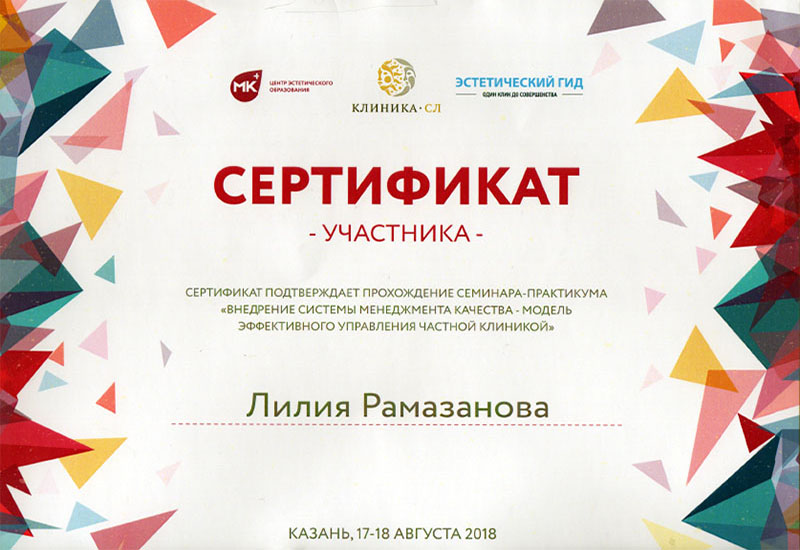 МК+ ЦЕНТР ЭСТЕТИЧЕСКОГО
ОБРАЗОВАНИЯ
КЛИНИКА·СЛ
ЭСТЕТИЧЕСКИЙ ГИД
ОДИН КЛИК ДО СОВЕРШЕНСТВА
СЕРТИФИКАТ
- УЧАСТНИКА -
СЕРТИФИКАТ ПОДТВЕРЖДАЕТ ПРОХОЖДЕНИЕ СЕМИНАРА-ПРАКТИКУМА
«ВНЕДРЕНИЕ СИСТЕМЫ МЕНЕДЖМЕНТА КАЧЕСТВА - МОДЕЛЬ
ЭФФЕКТИВНОГО УПРАВЛЕНИЯ ЧАСТНОЙ КЛИНИКОЙ»
Лилия Рамазанова
КАЗАНЬ, 17-18 АВГУСТА 2018